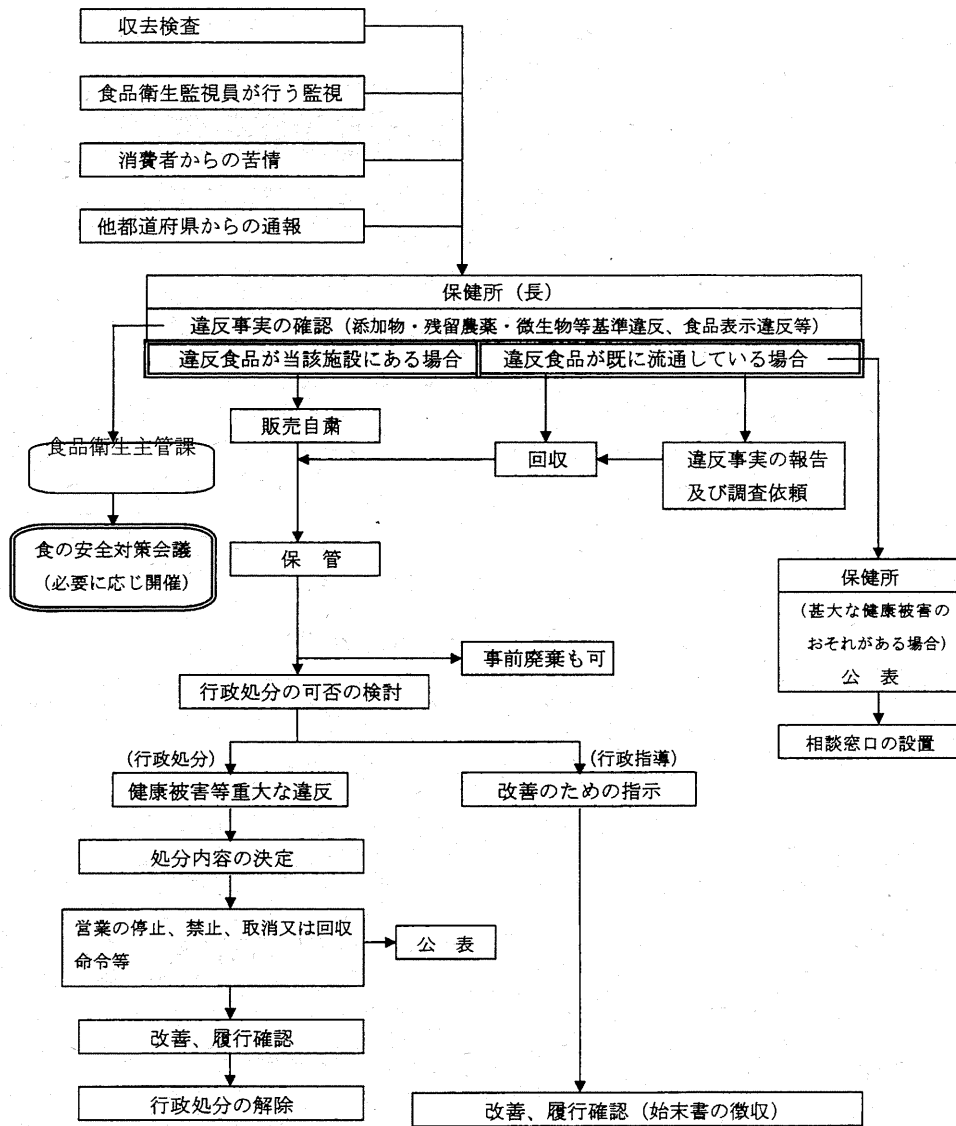 収去検査
食品衛生監視員が行う監視
消費者からの苦情
他都道府県からの通報
保健所（長）
違反事実の確認（添加物・残留農薬・微生物等基準違反、食品表示違反等）
違反食品が当該施設にある場合
違反食品が既に流通している場合
販売自粛
食品衛生主管課
回収
違反事実の報告
及び調査依頼
食の安全対策会議
（必要に応じ開催）
保　管
保健所
（甚大な健康被害の
おそれがある場合）
公　表
事前廃棄も可
行政処分の可否の検討
相談窓口の設置
（行政処分）
（行政指導）
健康被害等重大な違反
改善のための指示
処分内容の決定
営業の停止、禁止、取消又は回収
命令等
公　表
改善、履行確認
行政処分の解除
改善、履行確認（始末書の徴収）